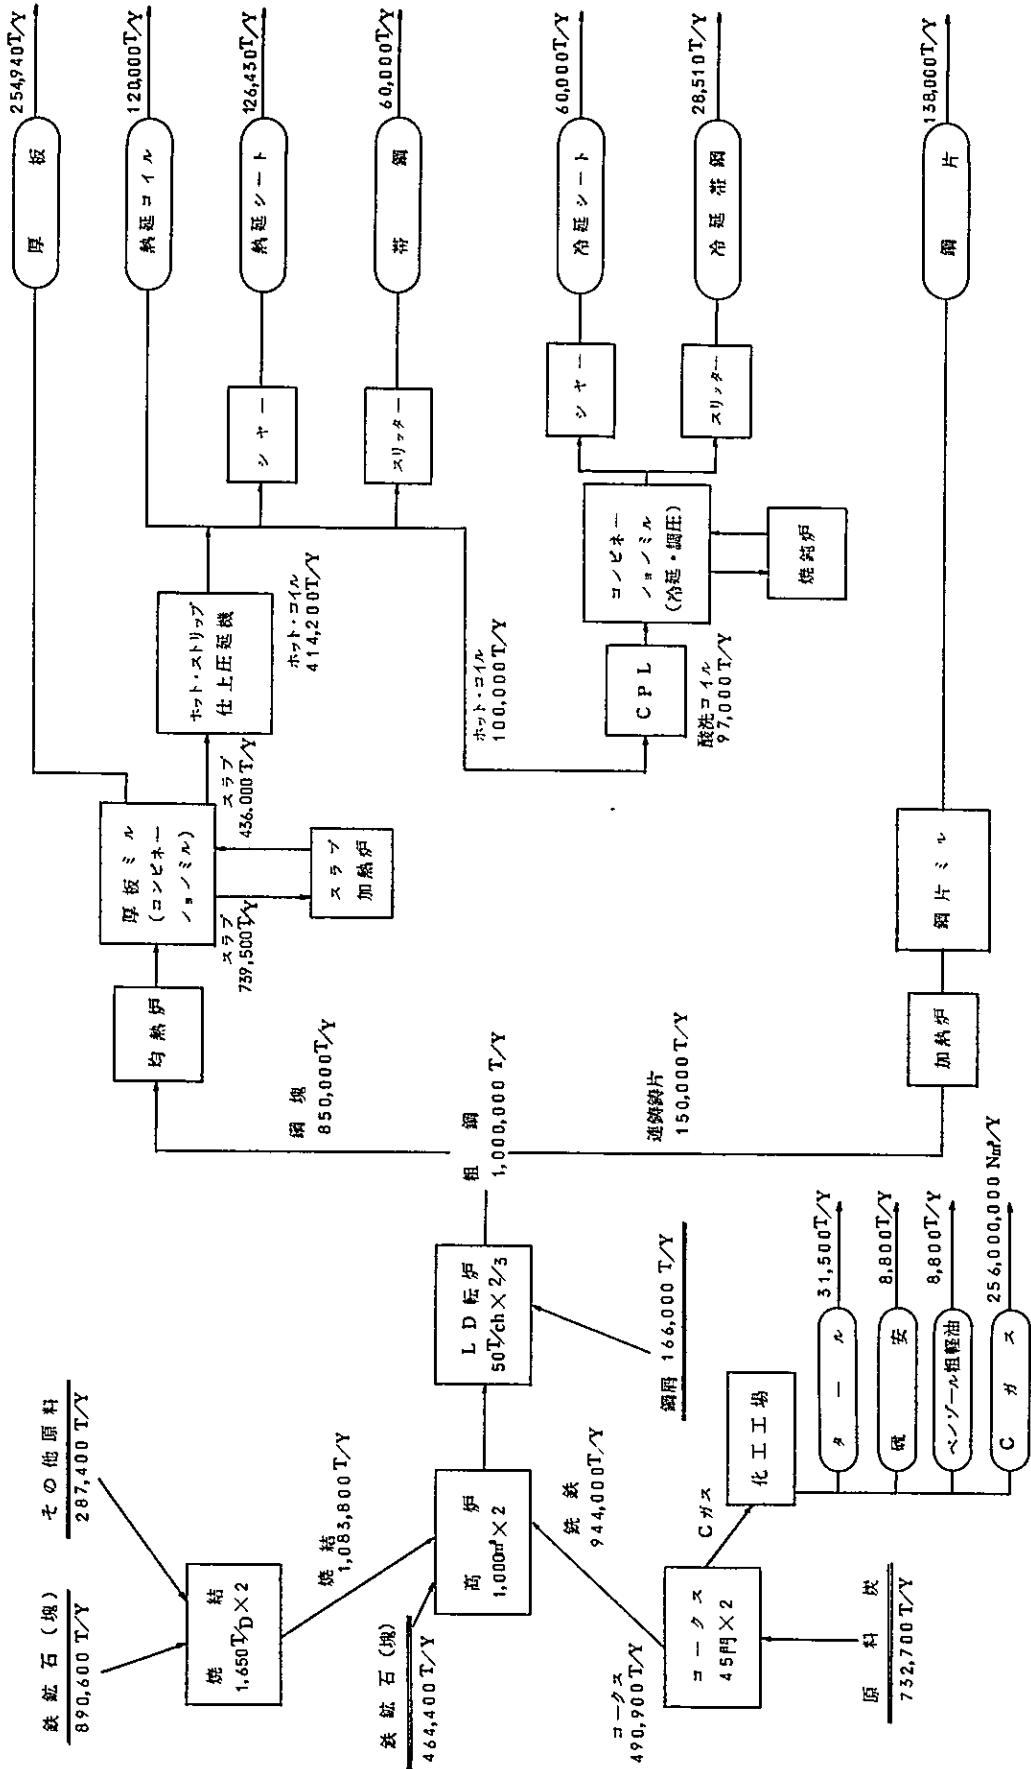 鉄鉱石(塊)
890,600T/Y
その他原料
287,400T/Y
焼結
1,650T/D×2
焼結
1,083,800T/Y
鉄鉱石(塊)
464,400T/Y
高炉
1,000㎥×2
コークス
490,900T/Y
銑鉄
944,000T/Y
コークス
45門×2
原料炭
732,700T/Y
Cガス
化工工場
タール
31,500T/Y
硫安
8,800T/Y
ベンゾール粗軽油
8,800T/Y
Cガス
256,000,000N㎥/Y
LD転炉
50T/ch×2/3
鋼屑 166,000T/Y
粗鋼
1,000,000T/Y
鋼塊
850,000T/Y
連鋳鋳片
150,000T/Y
均熱炉
厚板ミル
(コンビネー
ションミル)
スラブ
739,500T/Y
スラブ
加熱炉
スラブ
436,000T/Y
ホット・ストリップ
仕上圧延機
ホット・コイル
414,200T/Y
ホット・コイル
100,000T/Y
シャー
スリッター
CPL
酸洗コイル
97,000T/Y
コンビネー
ションミル
(冷延・調圧)
焼鈍炉
シャー
スリッター
加熱炉
鋼片ミル
厚板
254,940T/Y
熱延コイル
120,000T/Y
熱延シート
126,430T/Y
帯鋼
60,000T/Y
冷延シート
60,000T/Y
冷延帯鋼
28,510T/Y
鋼片
138,000T/Y